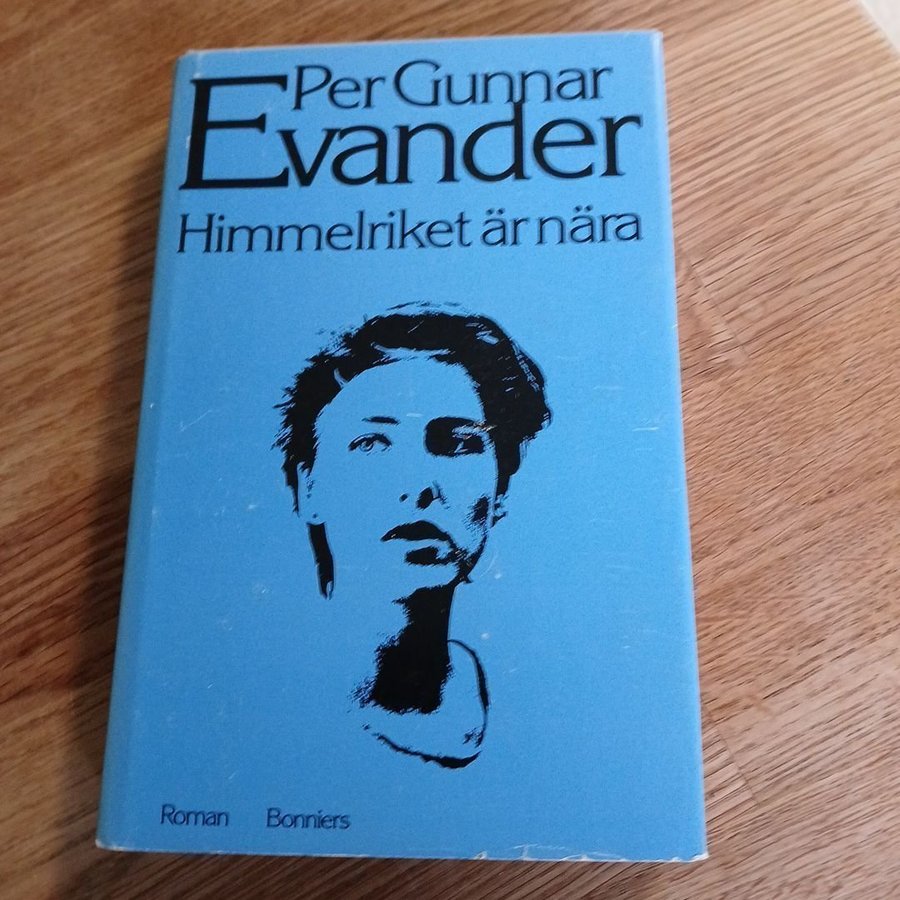 Per Gunnar
Evander
Himmelriket är nära
Roman Bonniers